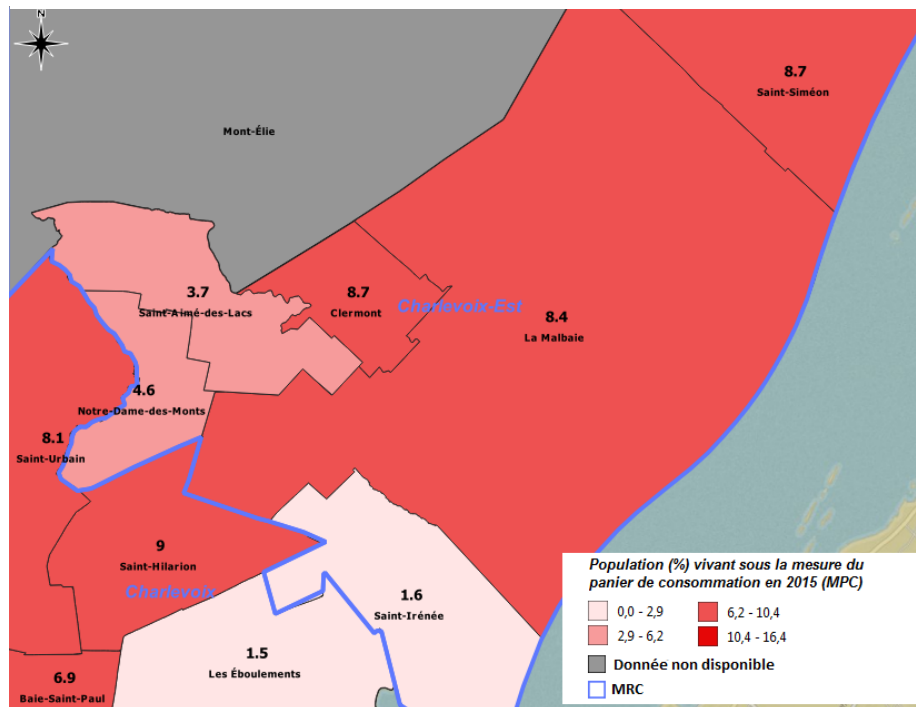 N
8.7
Saint-Siméon
Mont-Élie
3.7
Saint-Aimé-des-Lacs
8.7
Clermont
Charlevoix-Est
8.4
La Malbaie
4.6
Notre-Dame-des-Monts
8.1
Saint-Urbain
9
Saint-Hilarion
Charlevoix
1.6
Saint-Irénée
1.5
Les Éboulements
6.9
Baie-Saint-Paul
Population (%) vivant sous la mesure du
panier de consommation en 2015 (MPC)
0,0 - 2,9
6,2 - 10,4
2,9 - 6,2
10,4 - 16,4
Donnée non disponible
MRC